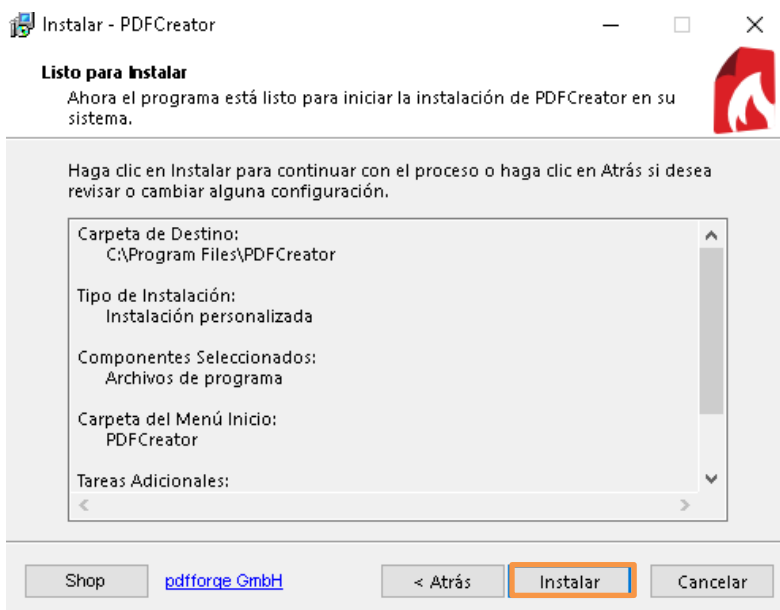 Instalar - PDFCreator
Listo para Instalar
Ahora el programa está listo para iniciar la instalación de PDFCreator en su
sistema.
Haga clic en Instalar para continuar con el proceso o haga clic en Atrás si desea
revisar o cambiar alguna configuración.
Carpeta de Destino:
C:\Program Files\PDFCreator
Tipo de Instalación:
Instalación personalizada
Componentes Seleccionados:
Archivos de programa
Carpeta del Menú Inicio:
PDFCreator
Tareas Adicionales:
Shop pdfforge GmbH < Atrás Instalar Cancelar